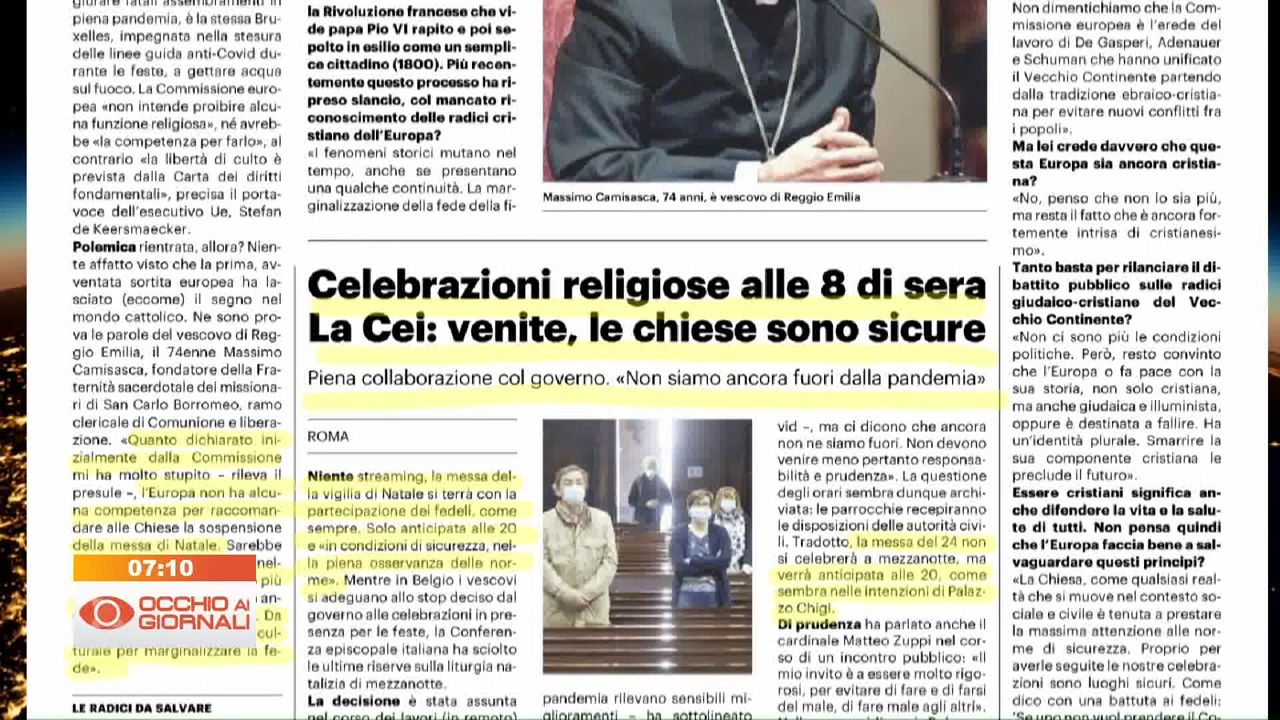 giurare fatali assembramenti in
piena pandemia, è la stessa Bru-
xelles, impegnata nella stesura
delle linee guida anti-Covid du-
rante le feste, a gettare acqua
sul fuoco. La Commissione euro-
pea «non intende proibire alcu-
na funzione religiosa», né avreb-
be «la competenza per farlo», al
contrario «la libertà di culto è
prevista dalla Carta dei diritti
fondamentali», precisa il porta-
voce dell'esecutivo Ue, Stefan
de Keersmaecker.
Polemica rientrata, allora? Nien-
te affatto visto che la prima, av-
ventata sortita europea ha la-
sciato (eccome) il segno nel
mondo cattolico. Ne sono pro-
va le parole del vescovo di Reg-
gio Emilia, il 74enne Massimo
Camisasca, fondatore della Fra-
ternità sacerdotale dei missiona-
ri di San Carlo Borromeo, ramo
clericale di Comunione e libera-
zione. «Quanto dichiarato ini-
zialmente dalla Commissione
mi ha molto stupito – rileva il
presule –, l'Europa non ha alcu-
na competenza per raccoman-
dare alle Chiese la sospensione
della messa di Natale. Sarebbe
nel-
più
an-
Da
cul-
turale per marginalizzare la fe-
de».
LE RADICI DA SALVARE
07:10
OCCHIO AI
GIORNALI
la Rivoluzione francese che vi-
de papa Pio VI rapito e poi se-
polto in esilio come un sempli-
ce cittadino (1800). Più recen-
temente questo processo ha ri-
preso slancio, col mancato ri-
conoscimento delle radici cri-
stiane dell'Europa?
«I fenomeni storici mutano nel
tempo, anche se presentano
una qualche continuità. La mar-
ginalizzazione della fede della fi-
Massimo Camisasca, 74 anni, è vescovo di Reggio Emilia
Celebrazioni religiose alle 8 di sera
La Cei: venite, le chiese sono sicure
Piena collaborazione col governo. «Non siamo ancora fuori dalla pandemia»
ROMA
Niente streaming, la messa del-
la vigilia di Natale si terrà con la
partecipazione dei fedeli, come
sempre. Solo anticipata alle 20
e «in condizioni di sicurezza, nel-
la piena osservanza delle nor-
me». Mentre in Belgio i vescovi
si adeguano allo stop deciso dal
governo alle celebrazioni in pre-
senza per le feste, la Conferen-
za episcopale italiana ha sciolto
le ultime riserve sulla liturgia na-
talizia di mezzanotte.
La decisione è stata assunta
nel corso dei lavori (in remoto)
pandemia rilevano sensibili mi-
glioramenti – ha sottolineato
vid –, ma ci dicono che ancora
non ne siamo fuori. Non devono
venire meno pertanto responsa-
bilità e prudenza». La questione
degli orari sembra dunque archi-
viata: le parrocchie recepiranno
le disposizioni delle autorità civi-
li. Tradotto, la messa del 24 non
si celebrerà a mezzanotte, ma
verrà anticipata alle 20, come
sembra nelle intenzioni di Palaz-
zo Chigi.
Di prudenza ha parlato anche il
cardinale Matteo Zuppi nel cor-
so di un incontro pubblico: «Il
mio invito è a essere molto rigo-
rosi, per evitare di fare e di farsi
del male, di fare male agli altri».
Non dimentichiamo che la Com-
missione europea è l'erede del
lavoro di De Gasperi, Adenauer
e Schuman che hanno unificato
il Vecchio Continente partendo
dalla tradizione ebraico-cristia-
na per evitare nuovi conflitti fra
i popoli».
Ma lei crede davvero che que-
sta Europa sia ancora cristia-
na?
«No, penso che non lo sia più,
ma resta il fatto che è ancora for-
temente intrisa di cristianesi-
mo».
Tanto basta per rilanciare il di-
battito pubblico sulle radici
giudaico-cristiane del Vec-
chio Continente?
«Non ci sono più le condizioni
politiche. Però, resto convinto
che l'Europa o fa pace con la
sua storia, non solo cristiana,
ma anche giudaica e illuminista,
oppure è destinata a fallire. Ha
un'identità plurale. Smarrire la
sua componente cristiana le
preclude il futuro».
Essere cristiani significa an-
che difendere la vita e la salu-
te di tutti. Non pensa quindi
che l'Europa faccia bene a sal-
vaguardare questi principi?
«La Chiesa, come qualsiasi real-
tà che si muove nel contesto so-
ciale e civile è tenuta a prestare
la massima attenzione alle nor-
me di sicurezza. Proprio per
averle seguite le nostre celebra-
zioni sono luoghi sicuri. Come
dico con una battuta ai fedeli: